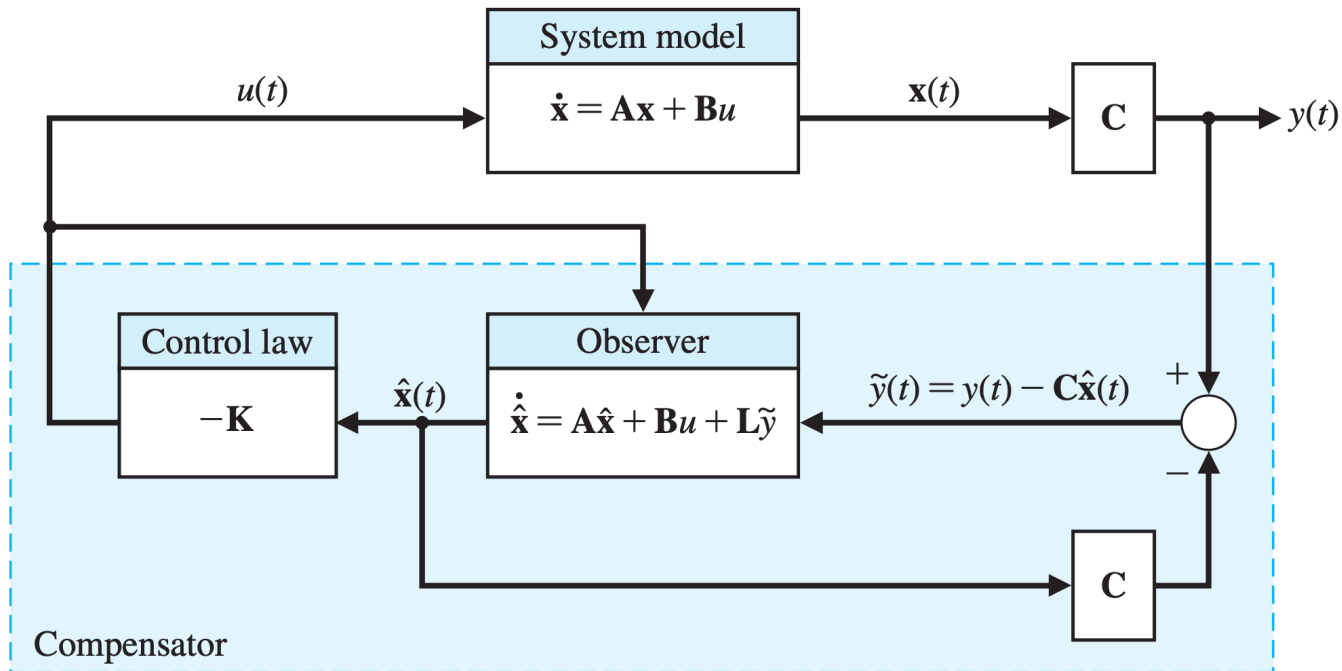 System model
u(t)
ẋ = Ax + Bu
x(t)
C
y(t)
Control law
−K
x̂(t)
Observer
x̂̇ = Ax̂ + Bu + Lỹ
ỹ(t) = y(t) − Cx̂(t)
+
−
C
Compensator